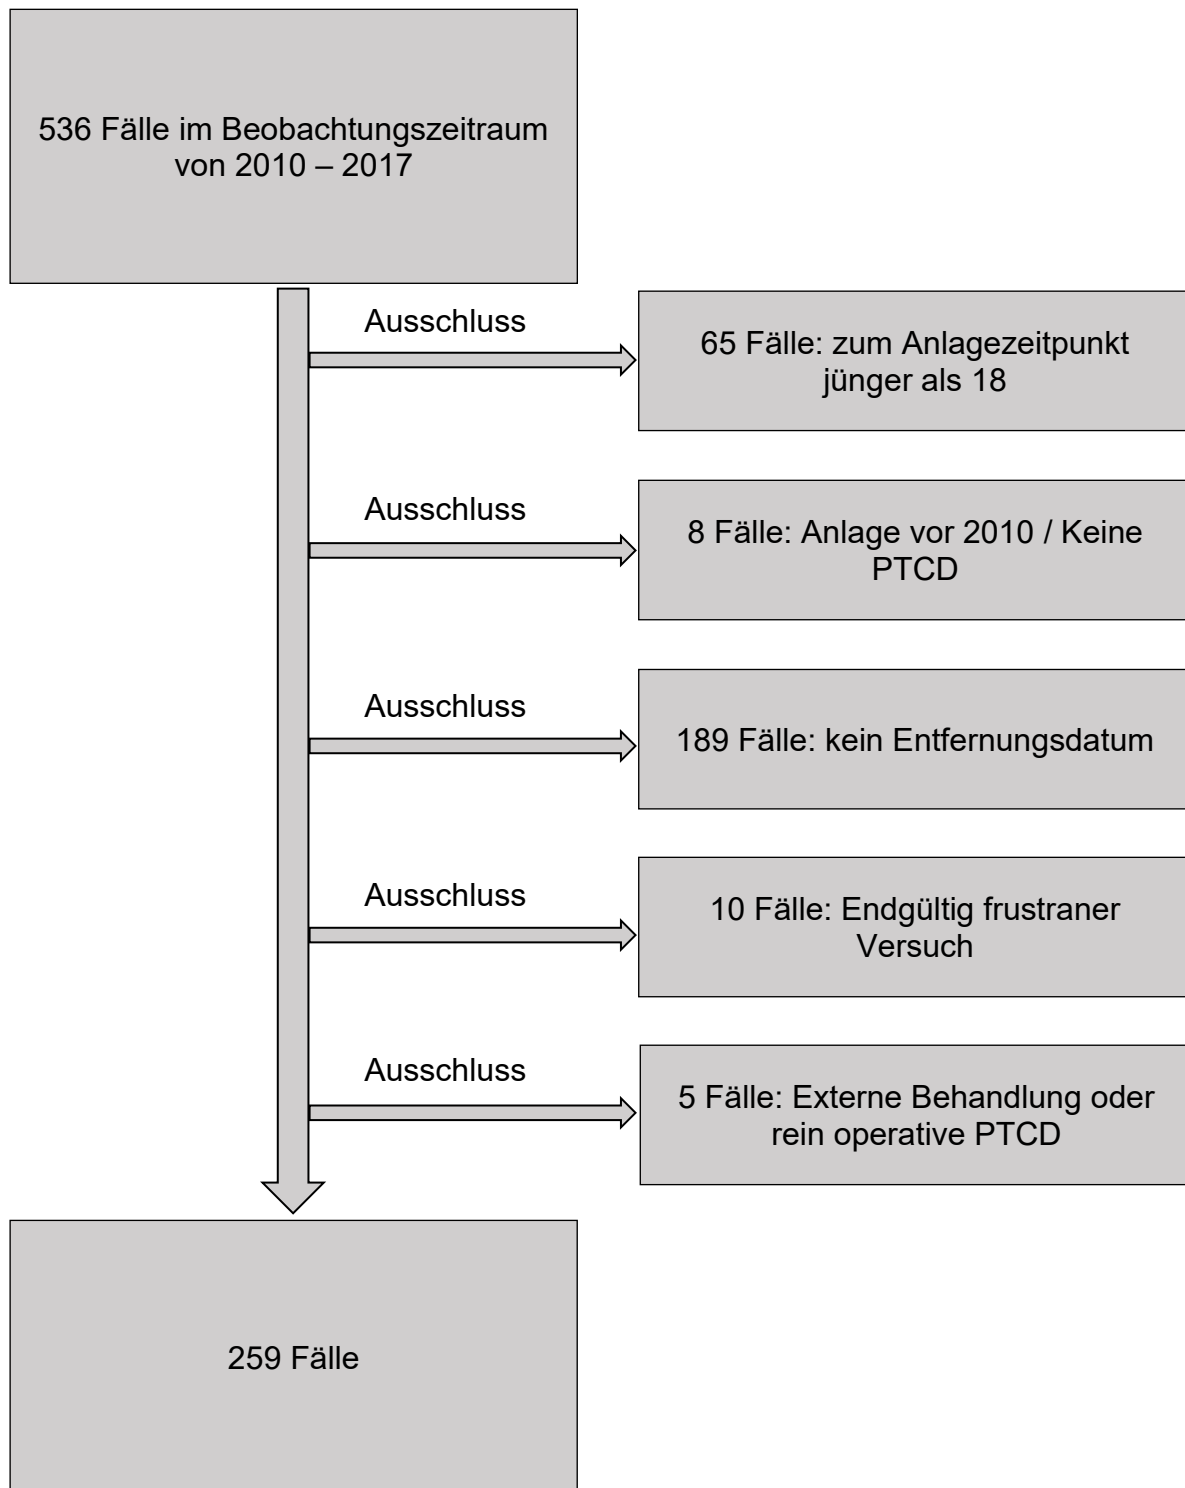 536 Fälle im Beobachtungszeitraum
von 2010 – 2017
Ausschluss
65 Fälle: zum Anlagezeitpunkt
jünger als 18
Ausschluss
8 Fälle: Anlage vor 2010 / Keine
PTCD
Ausschluss
189 Fälle: kein Entfernungsdatum
Ausschluss
10 Fälle: Endgültig frustraner
Versuch
Ausschluss
5 Fälle: Externe Behandlung oder
rein operative PTCD
259 Fälle